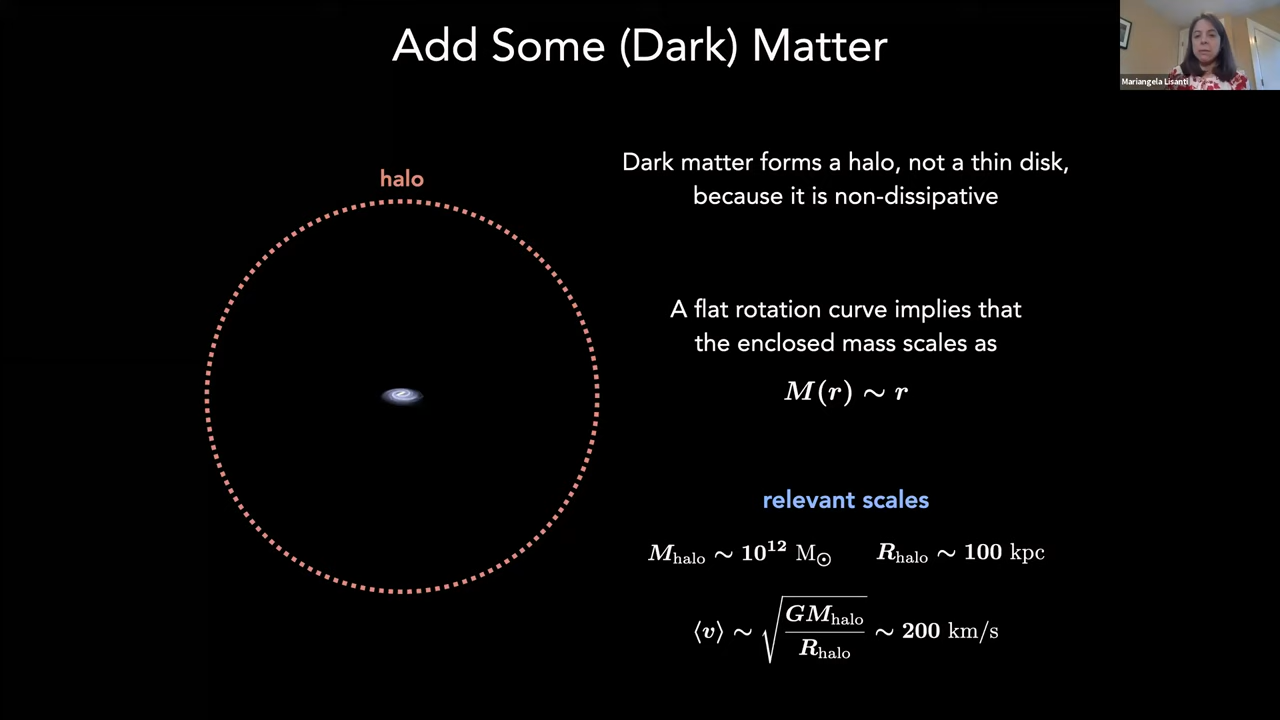 Add Some (Dark) Matter
Mariangela Lisanti
halo
Dark matter forms a halo, not a thin disk,
because it is non-dissipative
A flat rotation curve implies that
the enclosed mass scales as
M(r) ∼ r
relevant scales
M_halo ∼ 10^12 M_⊙    R_halo ∼ 100 kpc
⟨v⟩ ∼ √(GM_halo / R_halo) ∼ 200 km/s